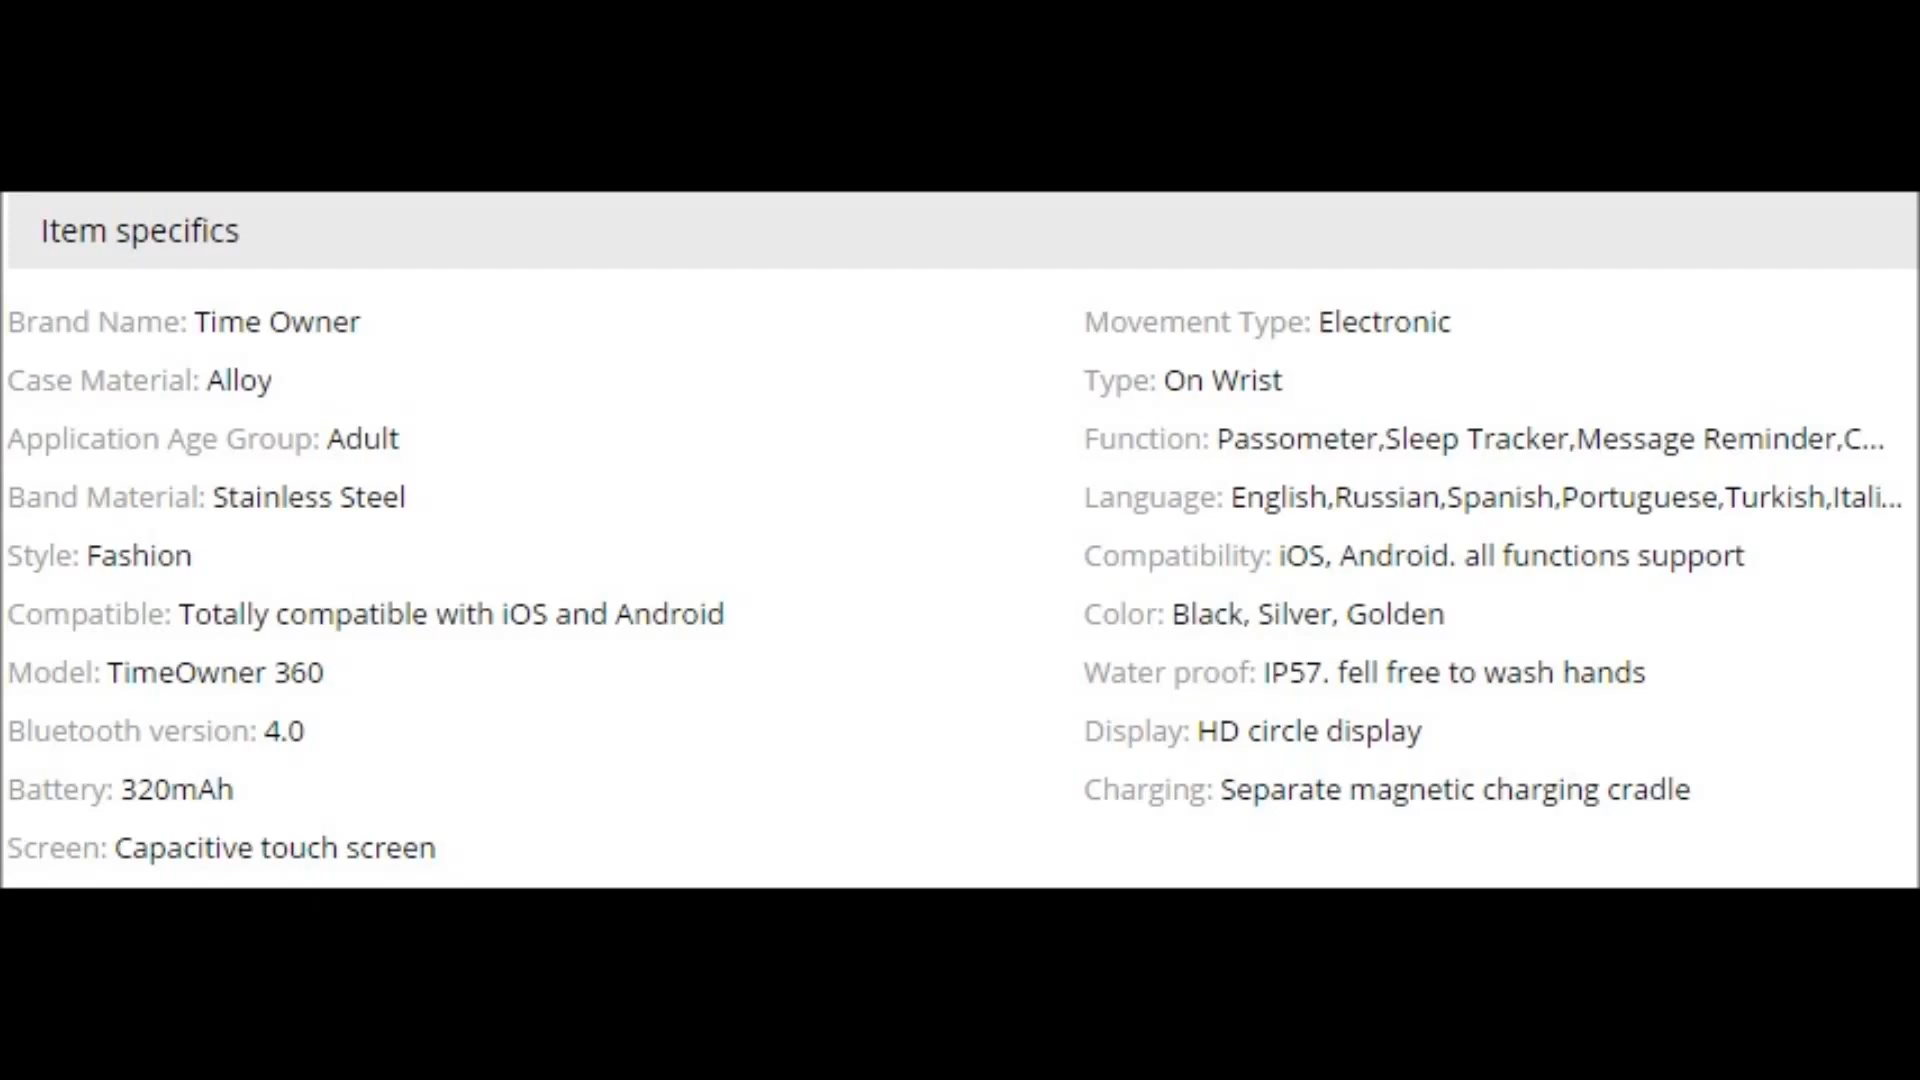 Item specifics
Brand Name: Time Owner
Case Material: Alloy
Application Age Group: Adult
Band Material: Stainless Steel
Style: Fashion
Compatible: Totally compatible with iOS and Android
Model: TimeOwner 360
Bluetooth version: 4.0
Battery: 320mAh
Screen: Capacitive touch screen
Movement Type: Electronic
Type: On Wrist
Function: Passometer,Sleep Tracker,Message Reminder,C...
Language: English,Russian,Spanish,Portuguese,Turkish,Itali...
Compatibility: iOS, Android. all functions support
Color: Black, Silver, Golden
Water proof: IP57. fell free to wash hands
Display: HD circle display
Charging: Separate magnetic charging cradle